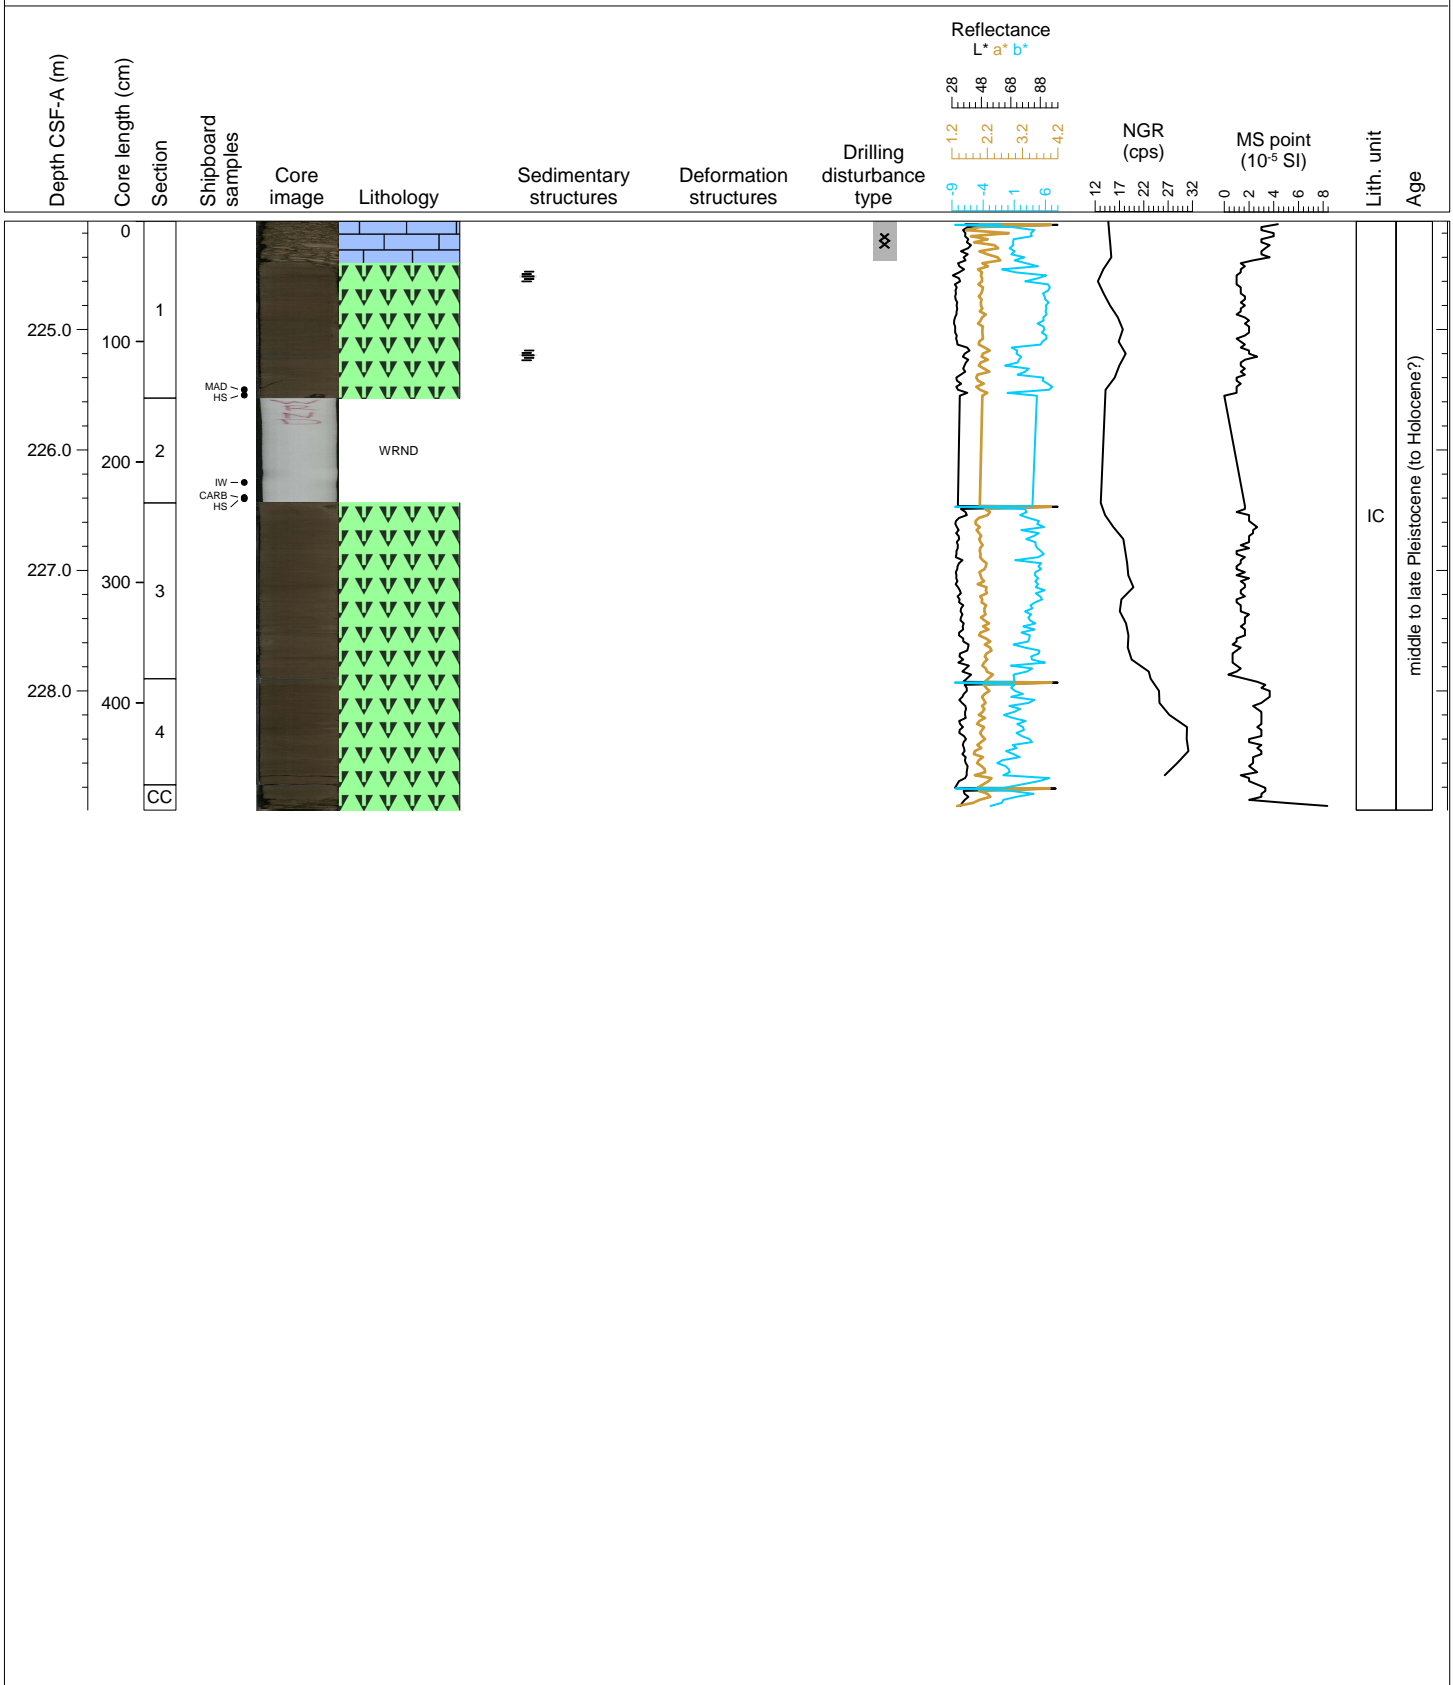 Depth CSF-A (m)
Core length (cm)
Section
Shipboard
samples
Core
image
Lithology
Sedimentary
structures
Deformation
structures
Drilling
disturbance
type
Reflectance
L* a* b*
28 48 68 88
1.2 2.2 3.2 4.2
-9 -4 1 6
NGR
(cps)
12 17 22 27 32
MS point
(10-5 SI)
0 2 4 6 8
Lith. unit
Age
0
1
225.0
100
MAD
HS
2
WRND
226.0
200
IW
CARB
HS
IC
middle to late Pleistocene (to Holocene?)
227.0
300
3
228.0
400
4
CC